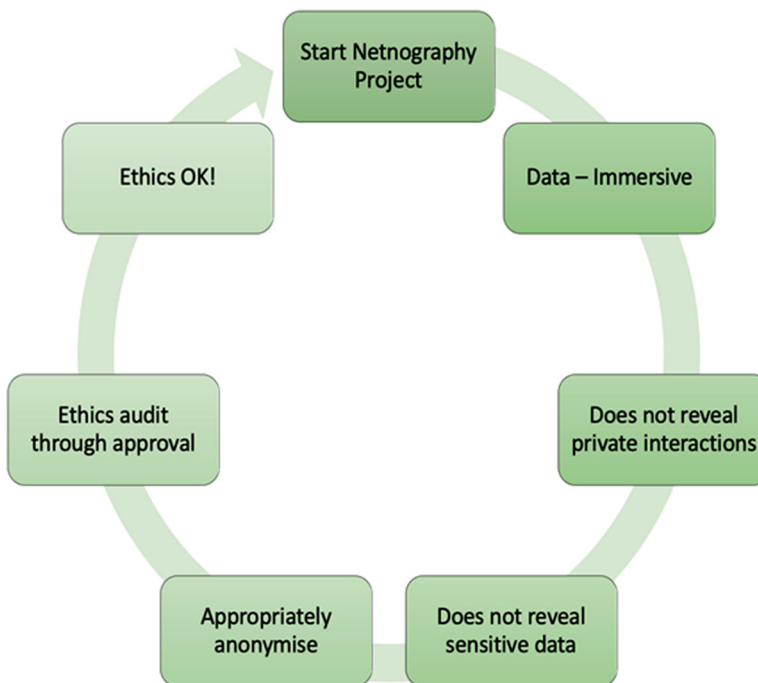 Start Netnography
Project
Data – Immersive
Does not reveal
private interactions
Does not reveal
sensitive data
Appropriately
anonymise
Ethics audit
through approval
Ethics OK!